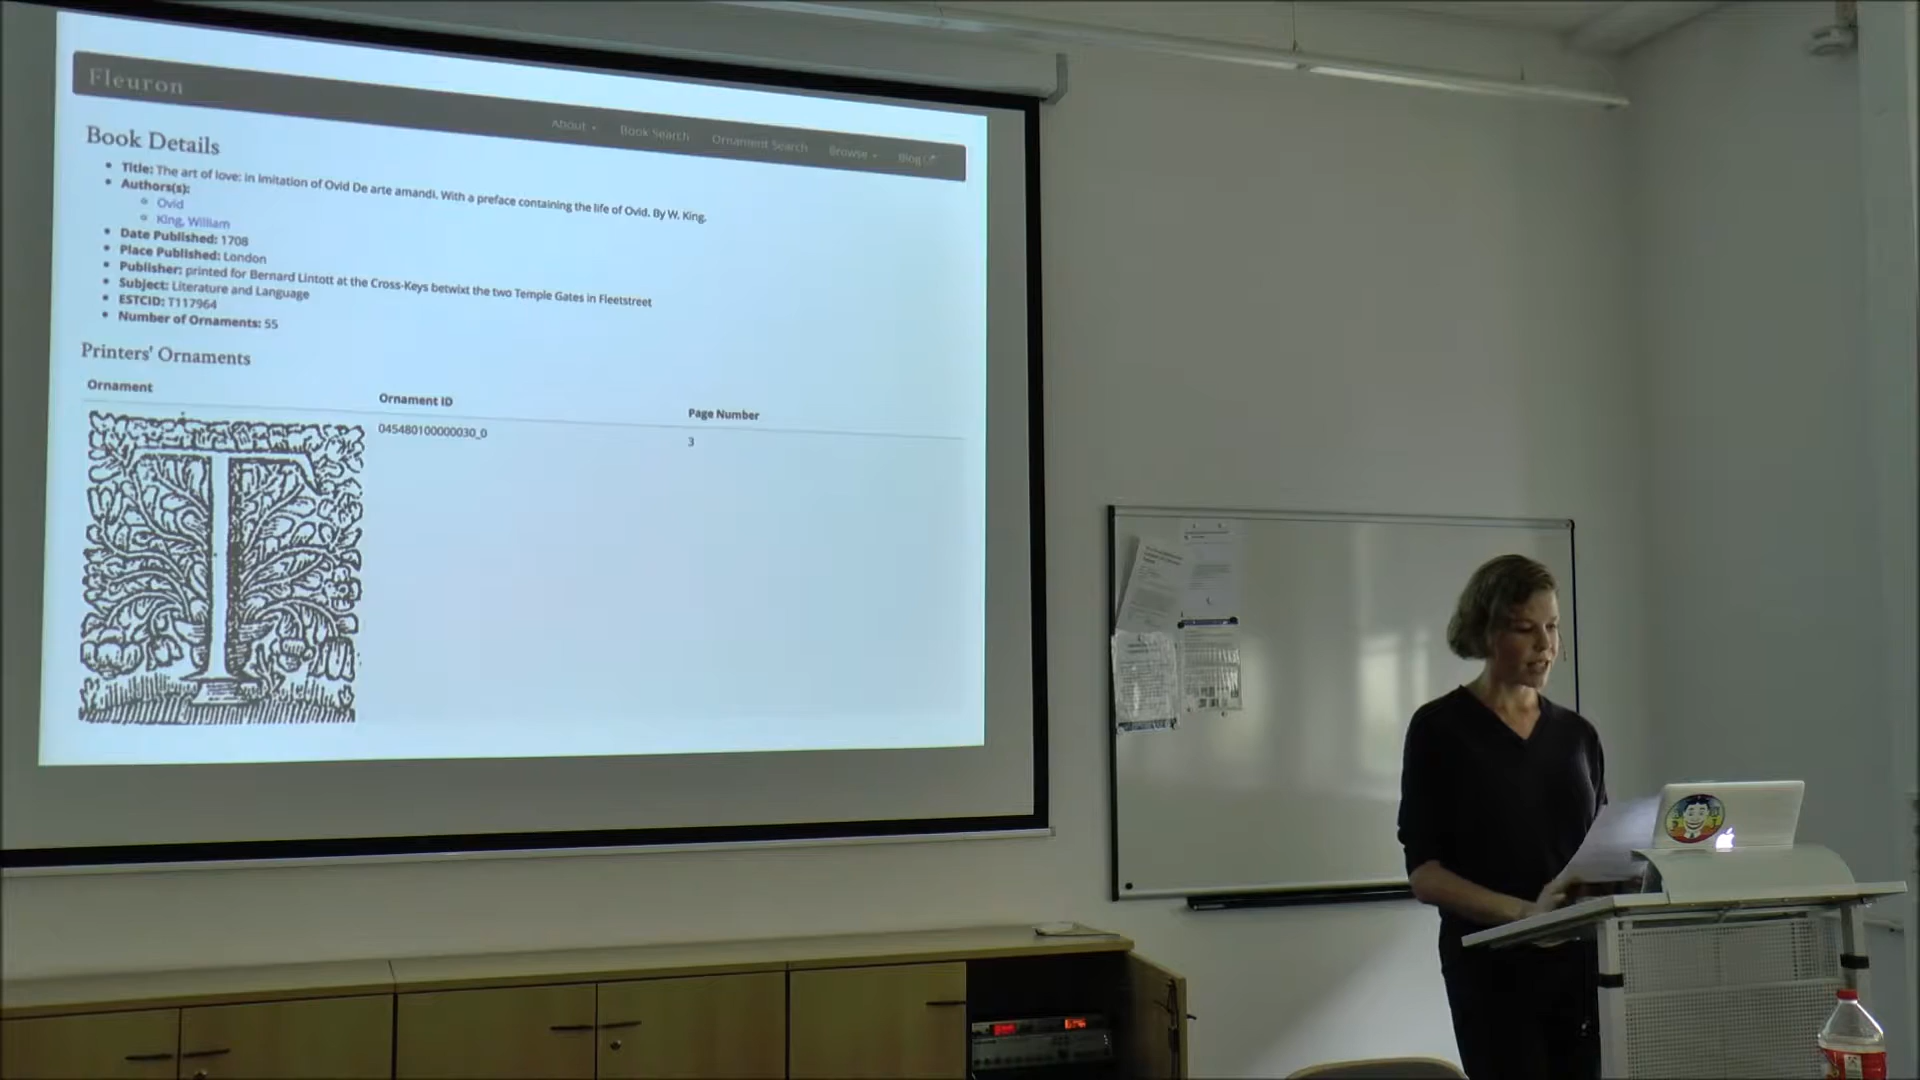 Fleuron
About
Book Search
Ornament Search
Browse
Blog
Book Details
Title: The art of love: in imitation of Ovid De arte amandi. With a preface containing the life of Ovid. By W. King.
Authors(s):
Ovid
King, William
Date Published: 1708
Place Published: London
Publisher: printed for Bernard Lintott at the Cross-Keys betwixt the two Temple Gates in Fleetstreet
Subject: Literature and Language
ESTCID: T117964
Number of Ornaments: 55
Printers' Ornaments
Ornament
Ornament ID
Page Number
T
045480100000030_0
3